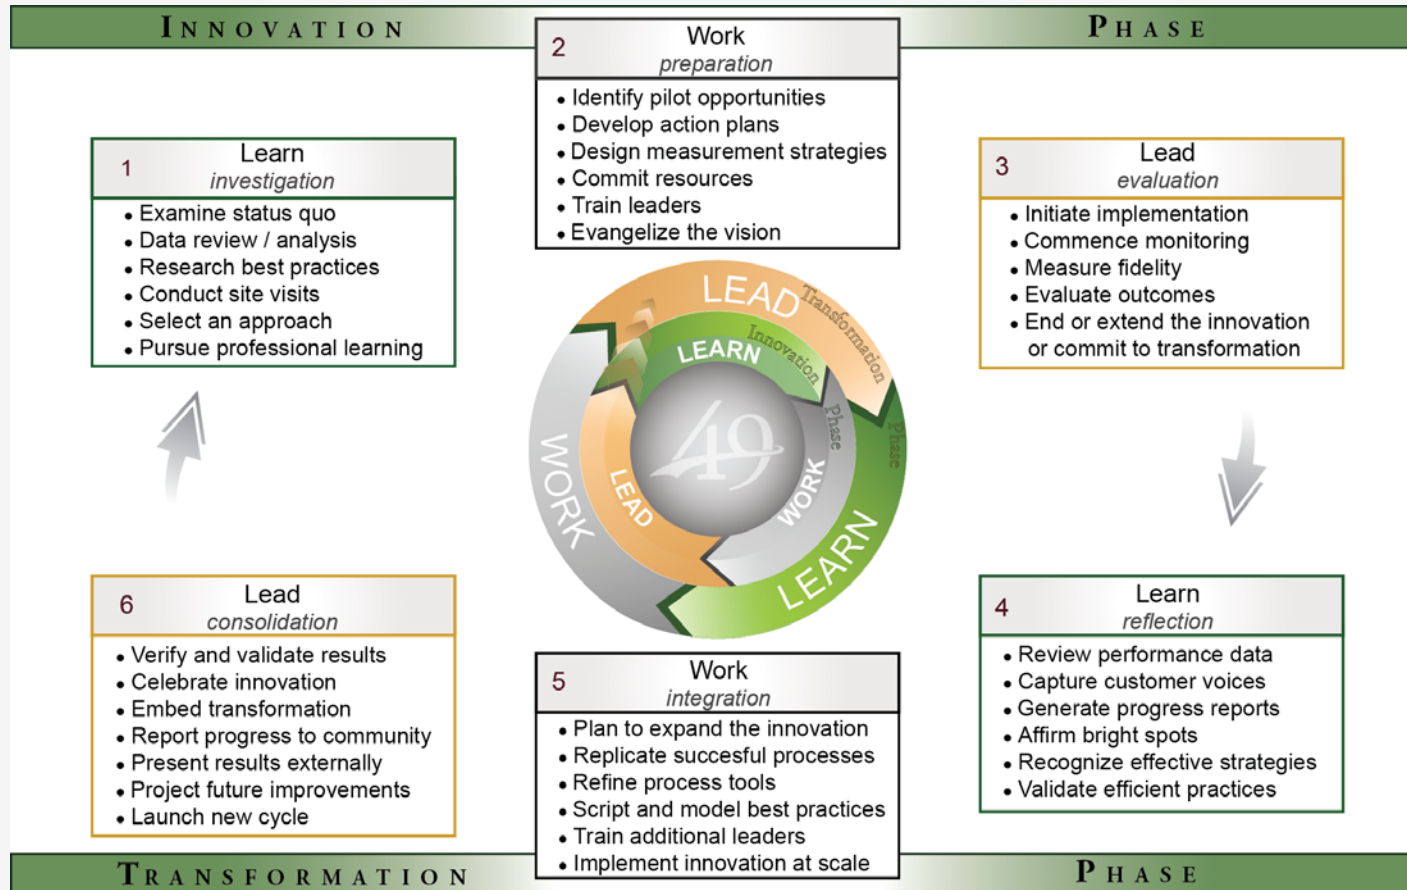 INNOVATION PHASE
1
Learn
investigation
• Examine status quo
• Data review / analysis
• Research best practices
• Conduct site visits
• Select an approach
• Pursue professional learning
2
Work
preparation
• Identify pilot opportunities
• Develop action plans
• Design measurement strategies
• Commit resources
• Train leaders
• Evangelize the vision
3
Lead
evaluation
• Initiate implementation
• Commence monitoring
• Measure fidelity
• Evaluate outcomes
• End or extend the innovation
or commit to transformation
LEAD
Transformation
Phase
LEARN
WORK
LEARN
Innovation
Phase
WORK
LEAD
49
4
Learn
reflection
• Review performance data
• Capture customer voices
• Generate progress reports
• Affirm bright spots
• Recognize effective strategies
• Validate efficient practices
5
Work
integration
• Plan to expand the innovation
• Replicate succesful processes
• Refine process tools
• Script and model best practices
• Train additional leaders
• Implement innovation at scale
6
Lead
consolidation
• Verify and validate results
• Celebrate innovation
• Embed transformation
• Report progress to community
• Present results externally
• Project future improvements
• Launch new cycle
TRANSFORMATION PHASE